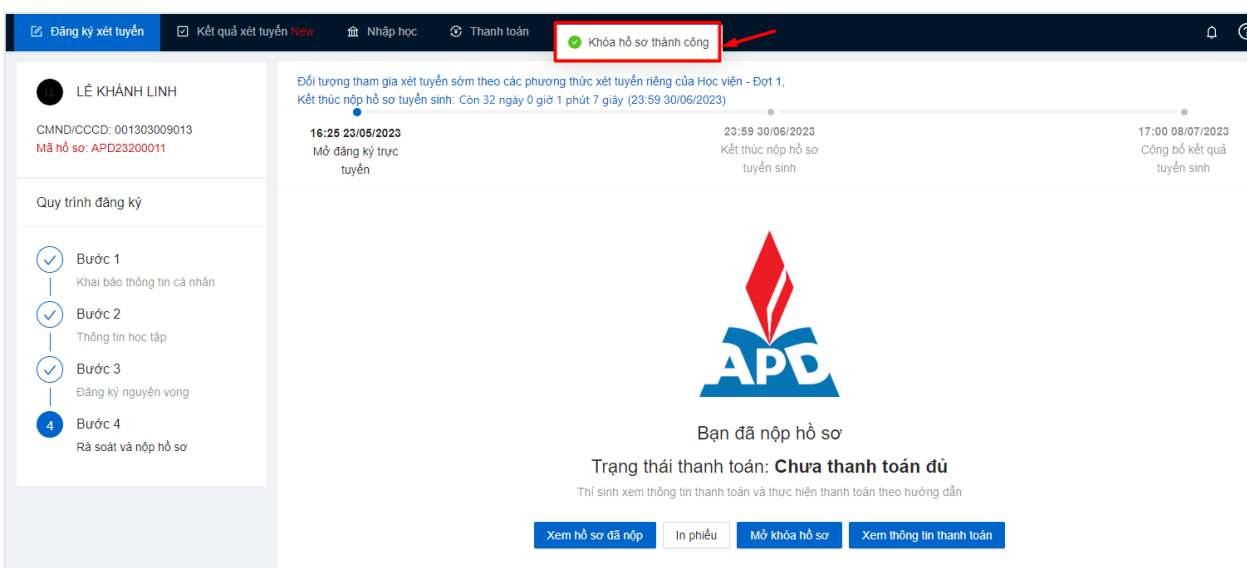 Đăng ký xét tuyển
Kết quả xét tuyển New
Nhập học
Thanh toán
Khóa hồ sơ thành công
LL
LÊ KHÁNH LINH
CMND/CCCD: 001303009013
Mã hồ sơ: APD23200011
Quy trình đăng ký
Bước 1
Khai báo thông tin cá nhân
Bước 2
Thông tin học tập
Bước 3
Đăng ký nguyện vọng
4
Bước 4
Rà soát và nộp hồ sơ
Đối tượng tham gia xét tuyển sớm theo các phương thức xét tuyển riêng của Học viện - Đợt 1,
Kết thúc nộp hồ sơ tuyển sinh: Còn 32 ngày 0 giờ 1 phút 7 giây (23:59 30/06/2023)
16:25 23/05/2023
Mở đăng ký trực
tuyến
23:59 30/06/2023
Kết thúc nộp hồ sơ
tuyển sinh
17:00 08/07/2023
Công bố kết quả
tuyển sinh
APD
Bạn đã nộp hồ sơ
Trạng thái thanh toán: Chưa thanh toán đủ
Thí sinh xem thông tin thanh toán và thực hiện thanh toán theo hướng dẫn
Xem hồ sơ đã nộp
In phiếu
Mở khóa hồ sơ
Xem thông tin thanh toán